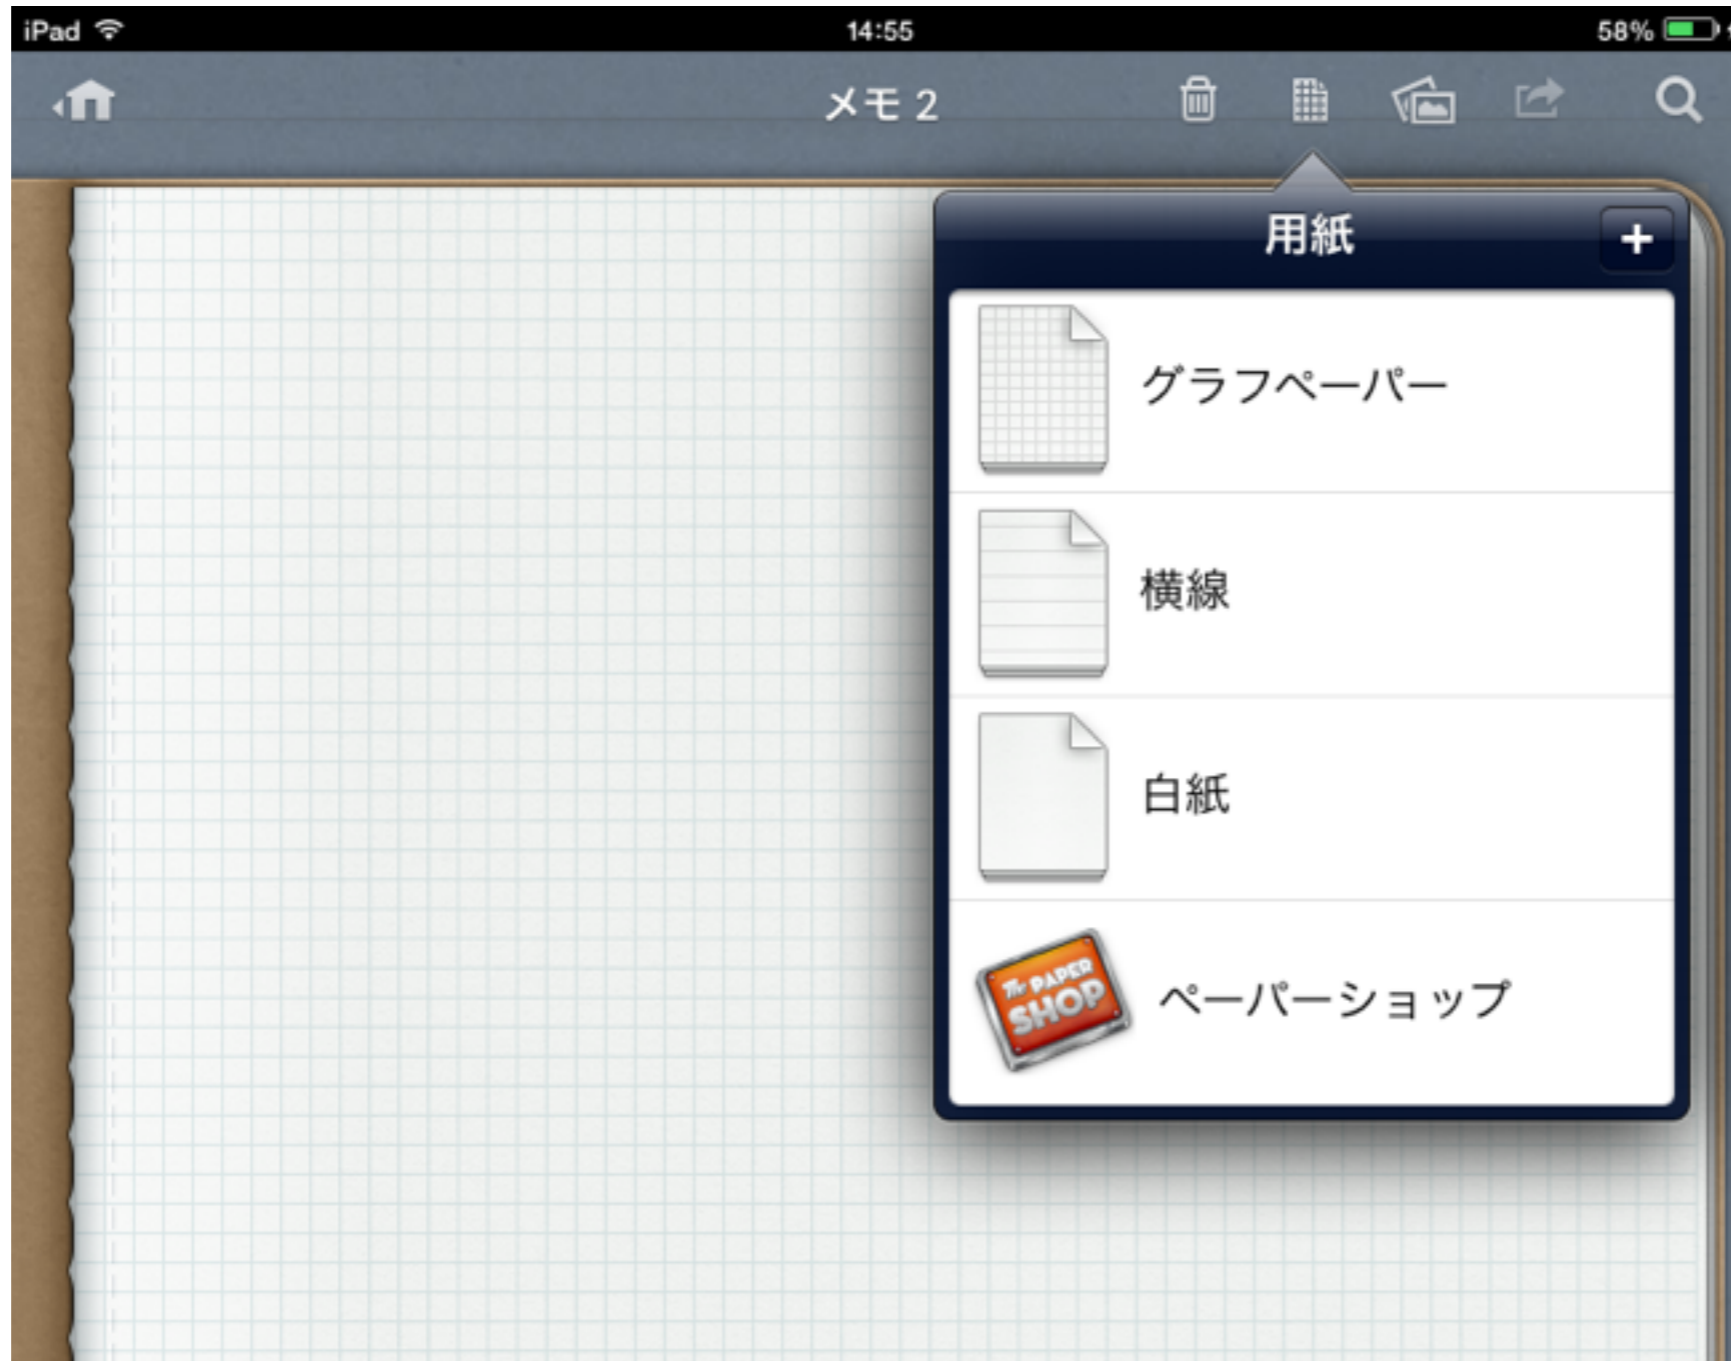 iPad 14:55 58%
メモ 2
用紙 +
グラフペーパー
横線
白紙
The PAPER
SHOP
ペーパーショップ